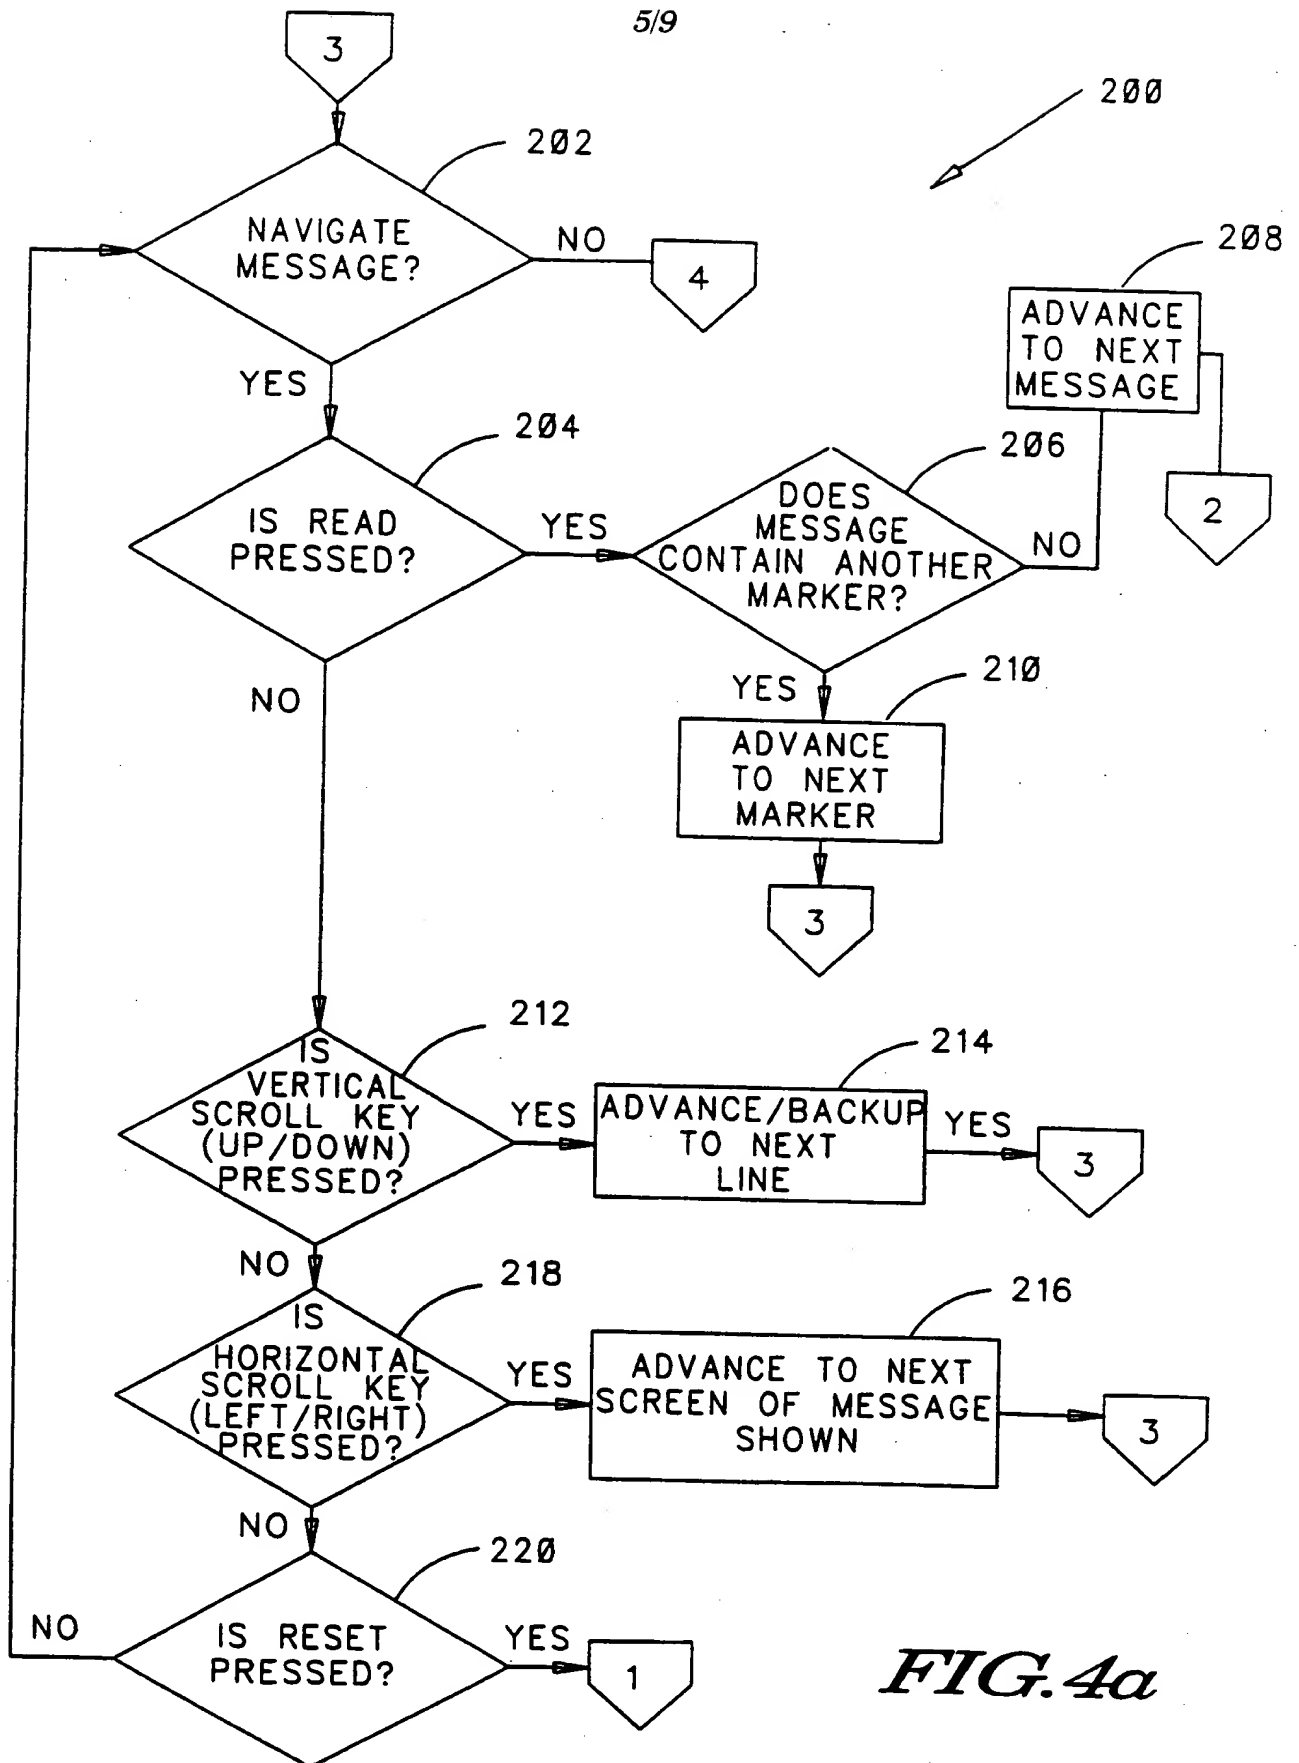 5/9
3
200
202
NAVIGATE
MESSAGE?
NO
4
208
ADVANCE
TO NEXT
MESSAGE
YES
204
206
IS READ
PRESSED?
YES
DOES
MESSAGE
CONTAIN ANOTHER
MARKER?
NO
2
NO
YES
210
ADVANCE
TO NEXT
MARKER
3
212
IS
VERTICAL
SCROLL KEY
(UP/DOWN)
PRESSED?
YES
214
ADVANCE/BACKUP
TO NEXT
LINE
YES
3
NO
218
IS
HORIZONTAL
SCROLL KEY
(LEFT/RIGHT)
PRESSED?
YES
216
ADVANCE TO NEXT
SCREEN OF MESSAGE
SHOWN
3
NO
220
NO
IS RESET
PRESSED?
YES
1
FIG.4a